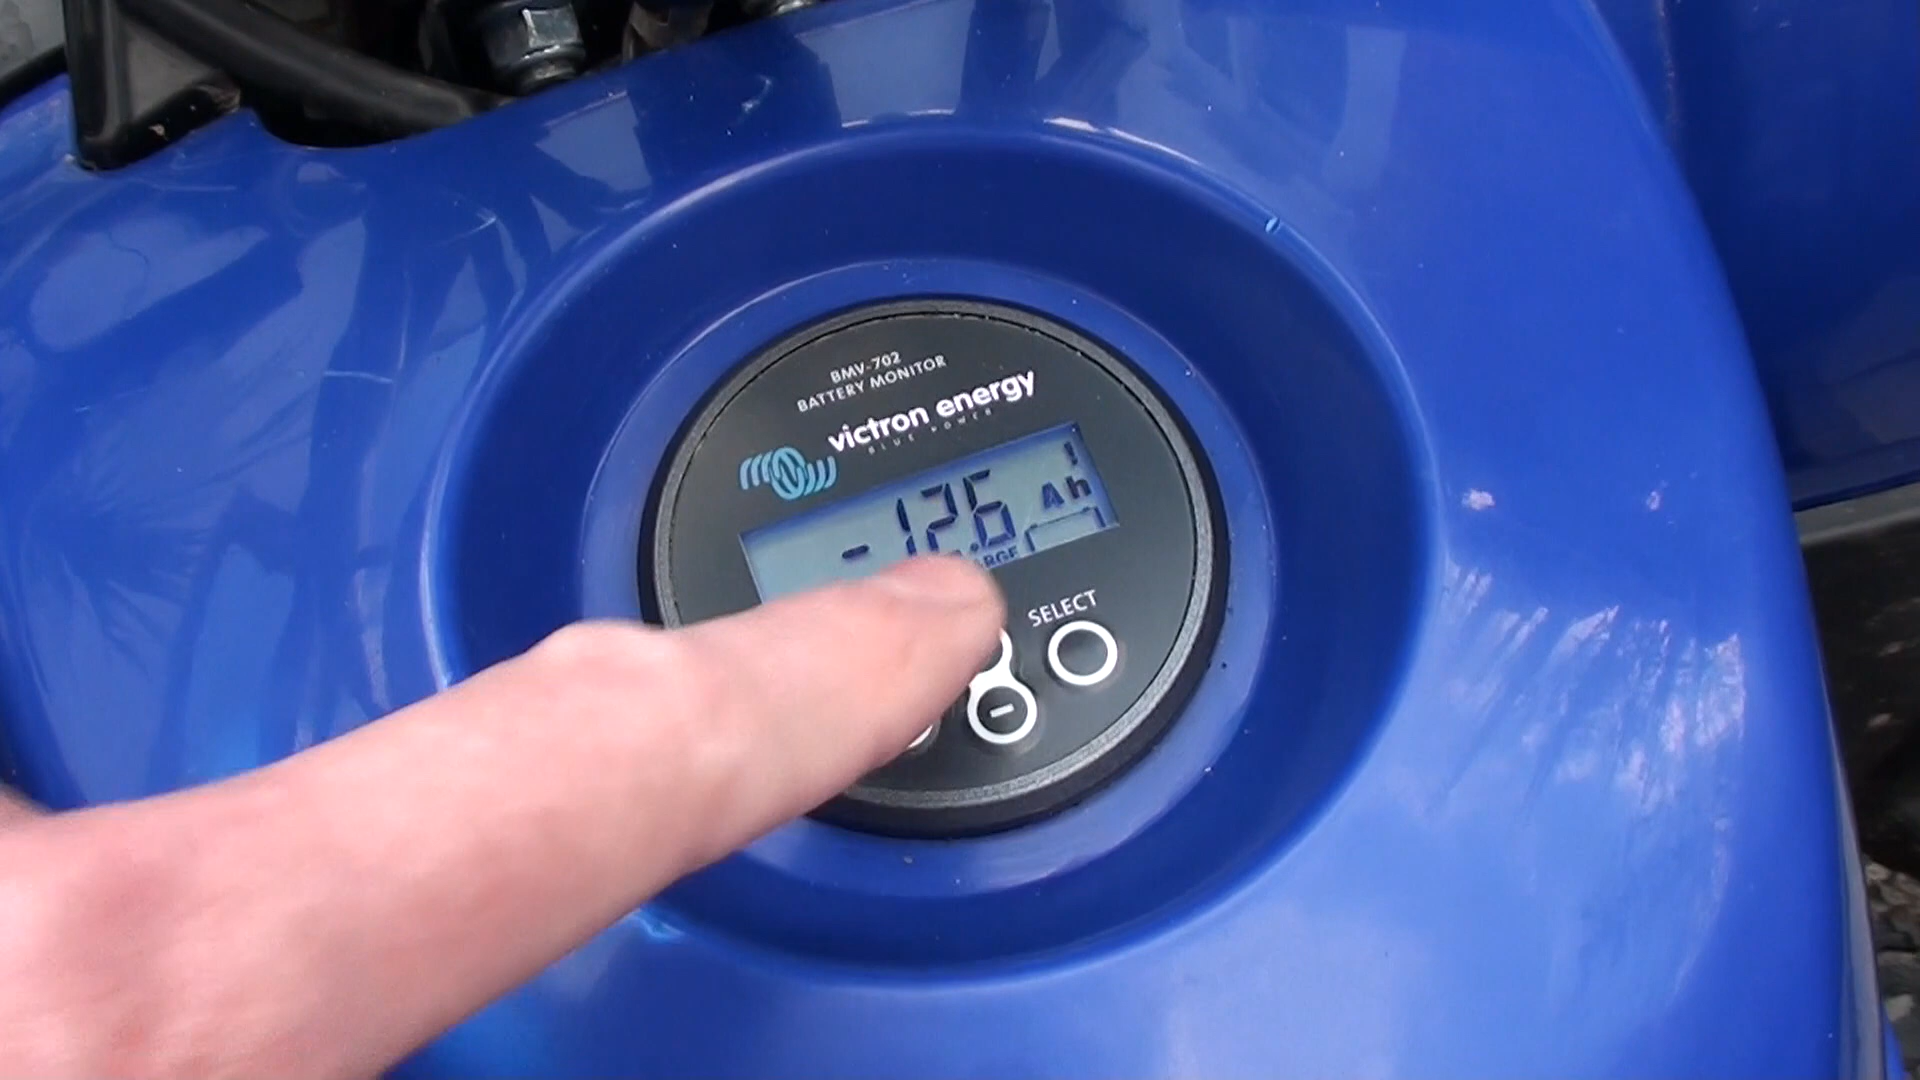 BMV-702
BATTERY MONITOR
victron energy
BLUE POWER
-12.6 Ah
SELECT
-